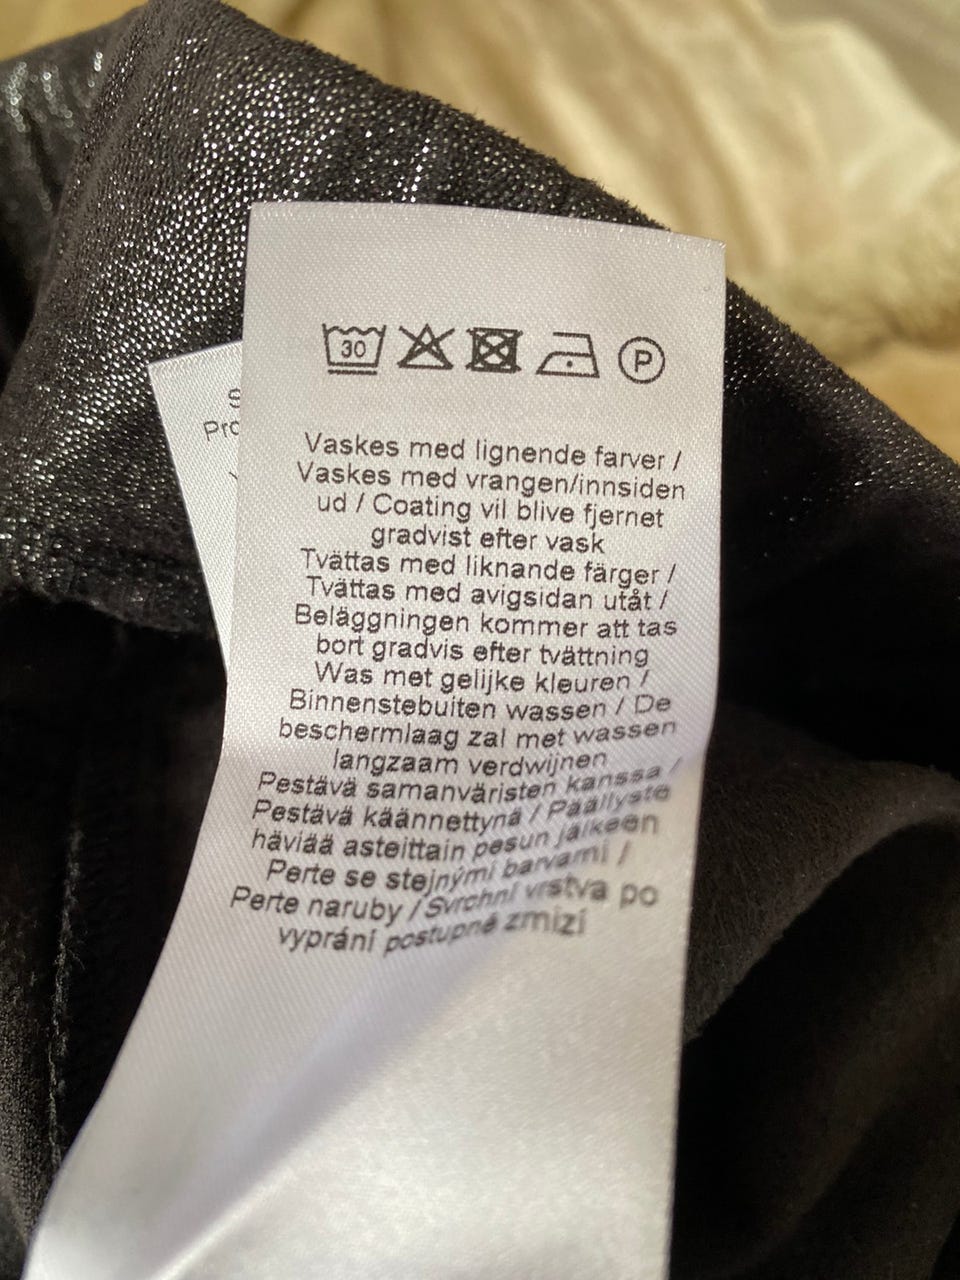 30
P
S
Pro
Vaskes med lignende farver /
Vaskes med vrangen/innsiden
ud / Coating vil blive fjernet
gradvist efter vask
Tvättas med liknande färger /
Tvättas med avigsidan utåt /
Beläggningen kommer att tas
bort gradvis efter tvättning
Was met gelijke kleuren /
Binnenstebuiten wassen / De
beschermlaag zal met wassen
langzaam verdwijnen
Pestävä samanväristen kanssa /
Pestävä käännettynä / Päällyste
häviää asteittain pesun jälkeen
Perte se stejnými barvami /
Perte naruby / Svrchní vrstva po
vyprání postupně zmizí